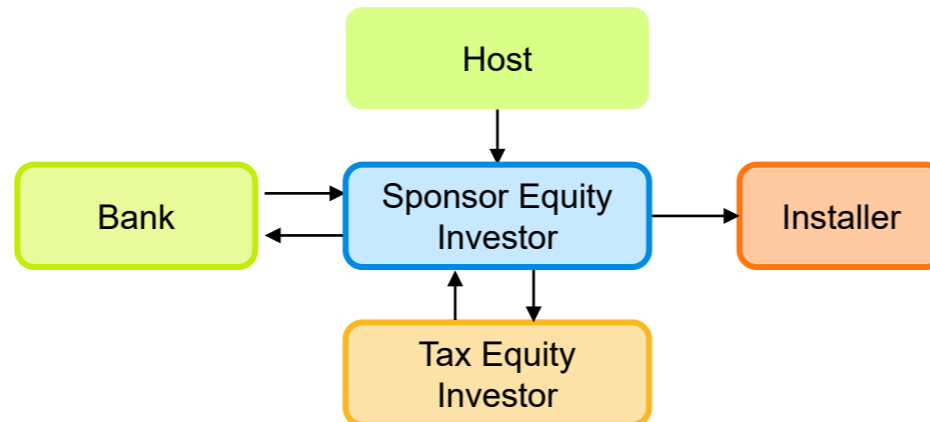 Host
Bank
Sponsor Equity
Investor
Installer
Tax Equity
Investor